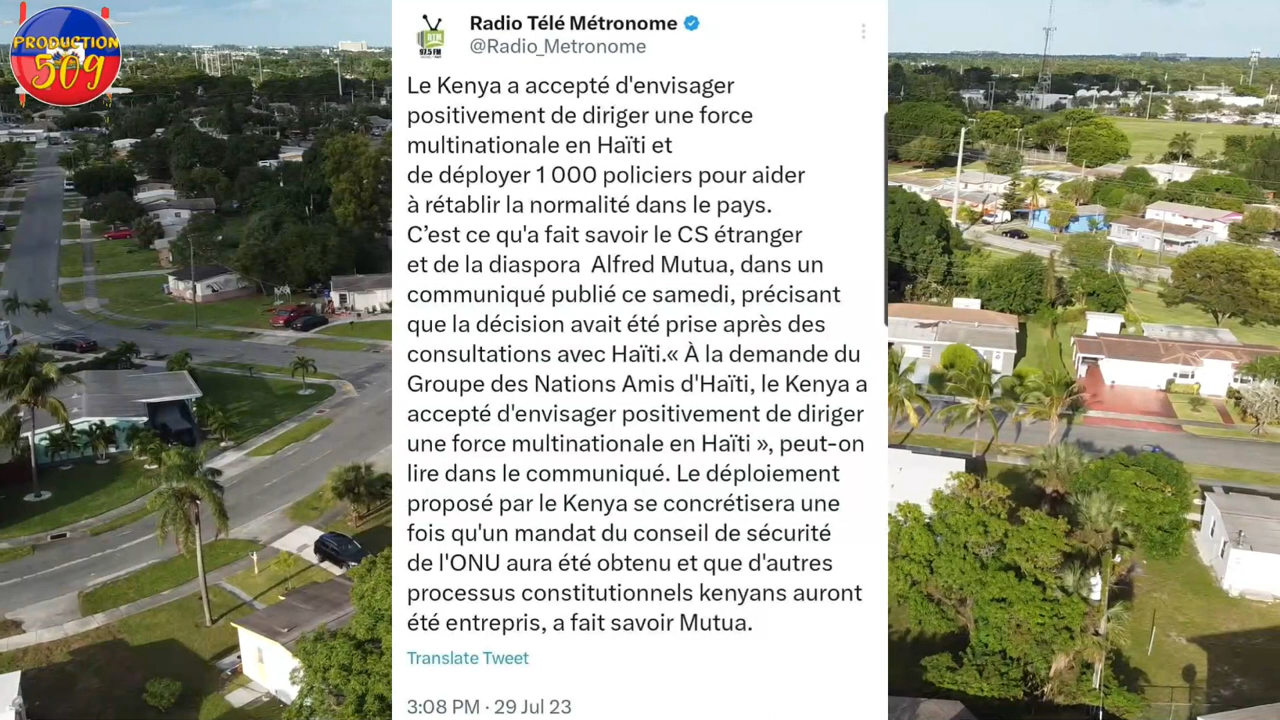 PRODUCTION
509
RTM
97.5 FM
Radio Télé Métronome
@Radio_Metronome
Le Kenya a accepté d'envisager
positivement de diriger une force
multinationale en Haïti et
de déployer 1 000 policiers pour aider
à rétablir la normalité dans le pays.
C’est ce qu'a fait savoir le CS étranger
et de la diaspora Alfred Mutua, dans un
communiqué publié ce samedi, précisant
que la décision avait été prise après des
consultations avec Haïti.« À la demande du
Groupe des Nations Amis d'Haïti, le Kenya a
accepté d'envisager positivement de diriger
une force multinationale en Haïti », peut-on
lire dans le communiqué. Le déploiement
proposé par le Kenya se concrétisera une
fois qu'un mandat du conseil de sécurité
de l'ONU aura été obtenu et que d'autres
processus constitutionnels kenyans auront
été entrepris, a fait savoir Mutua.
Translate Tweet
3:08 PM · 29 Jul 23